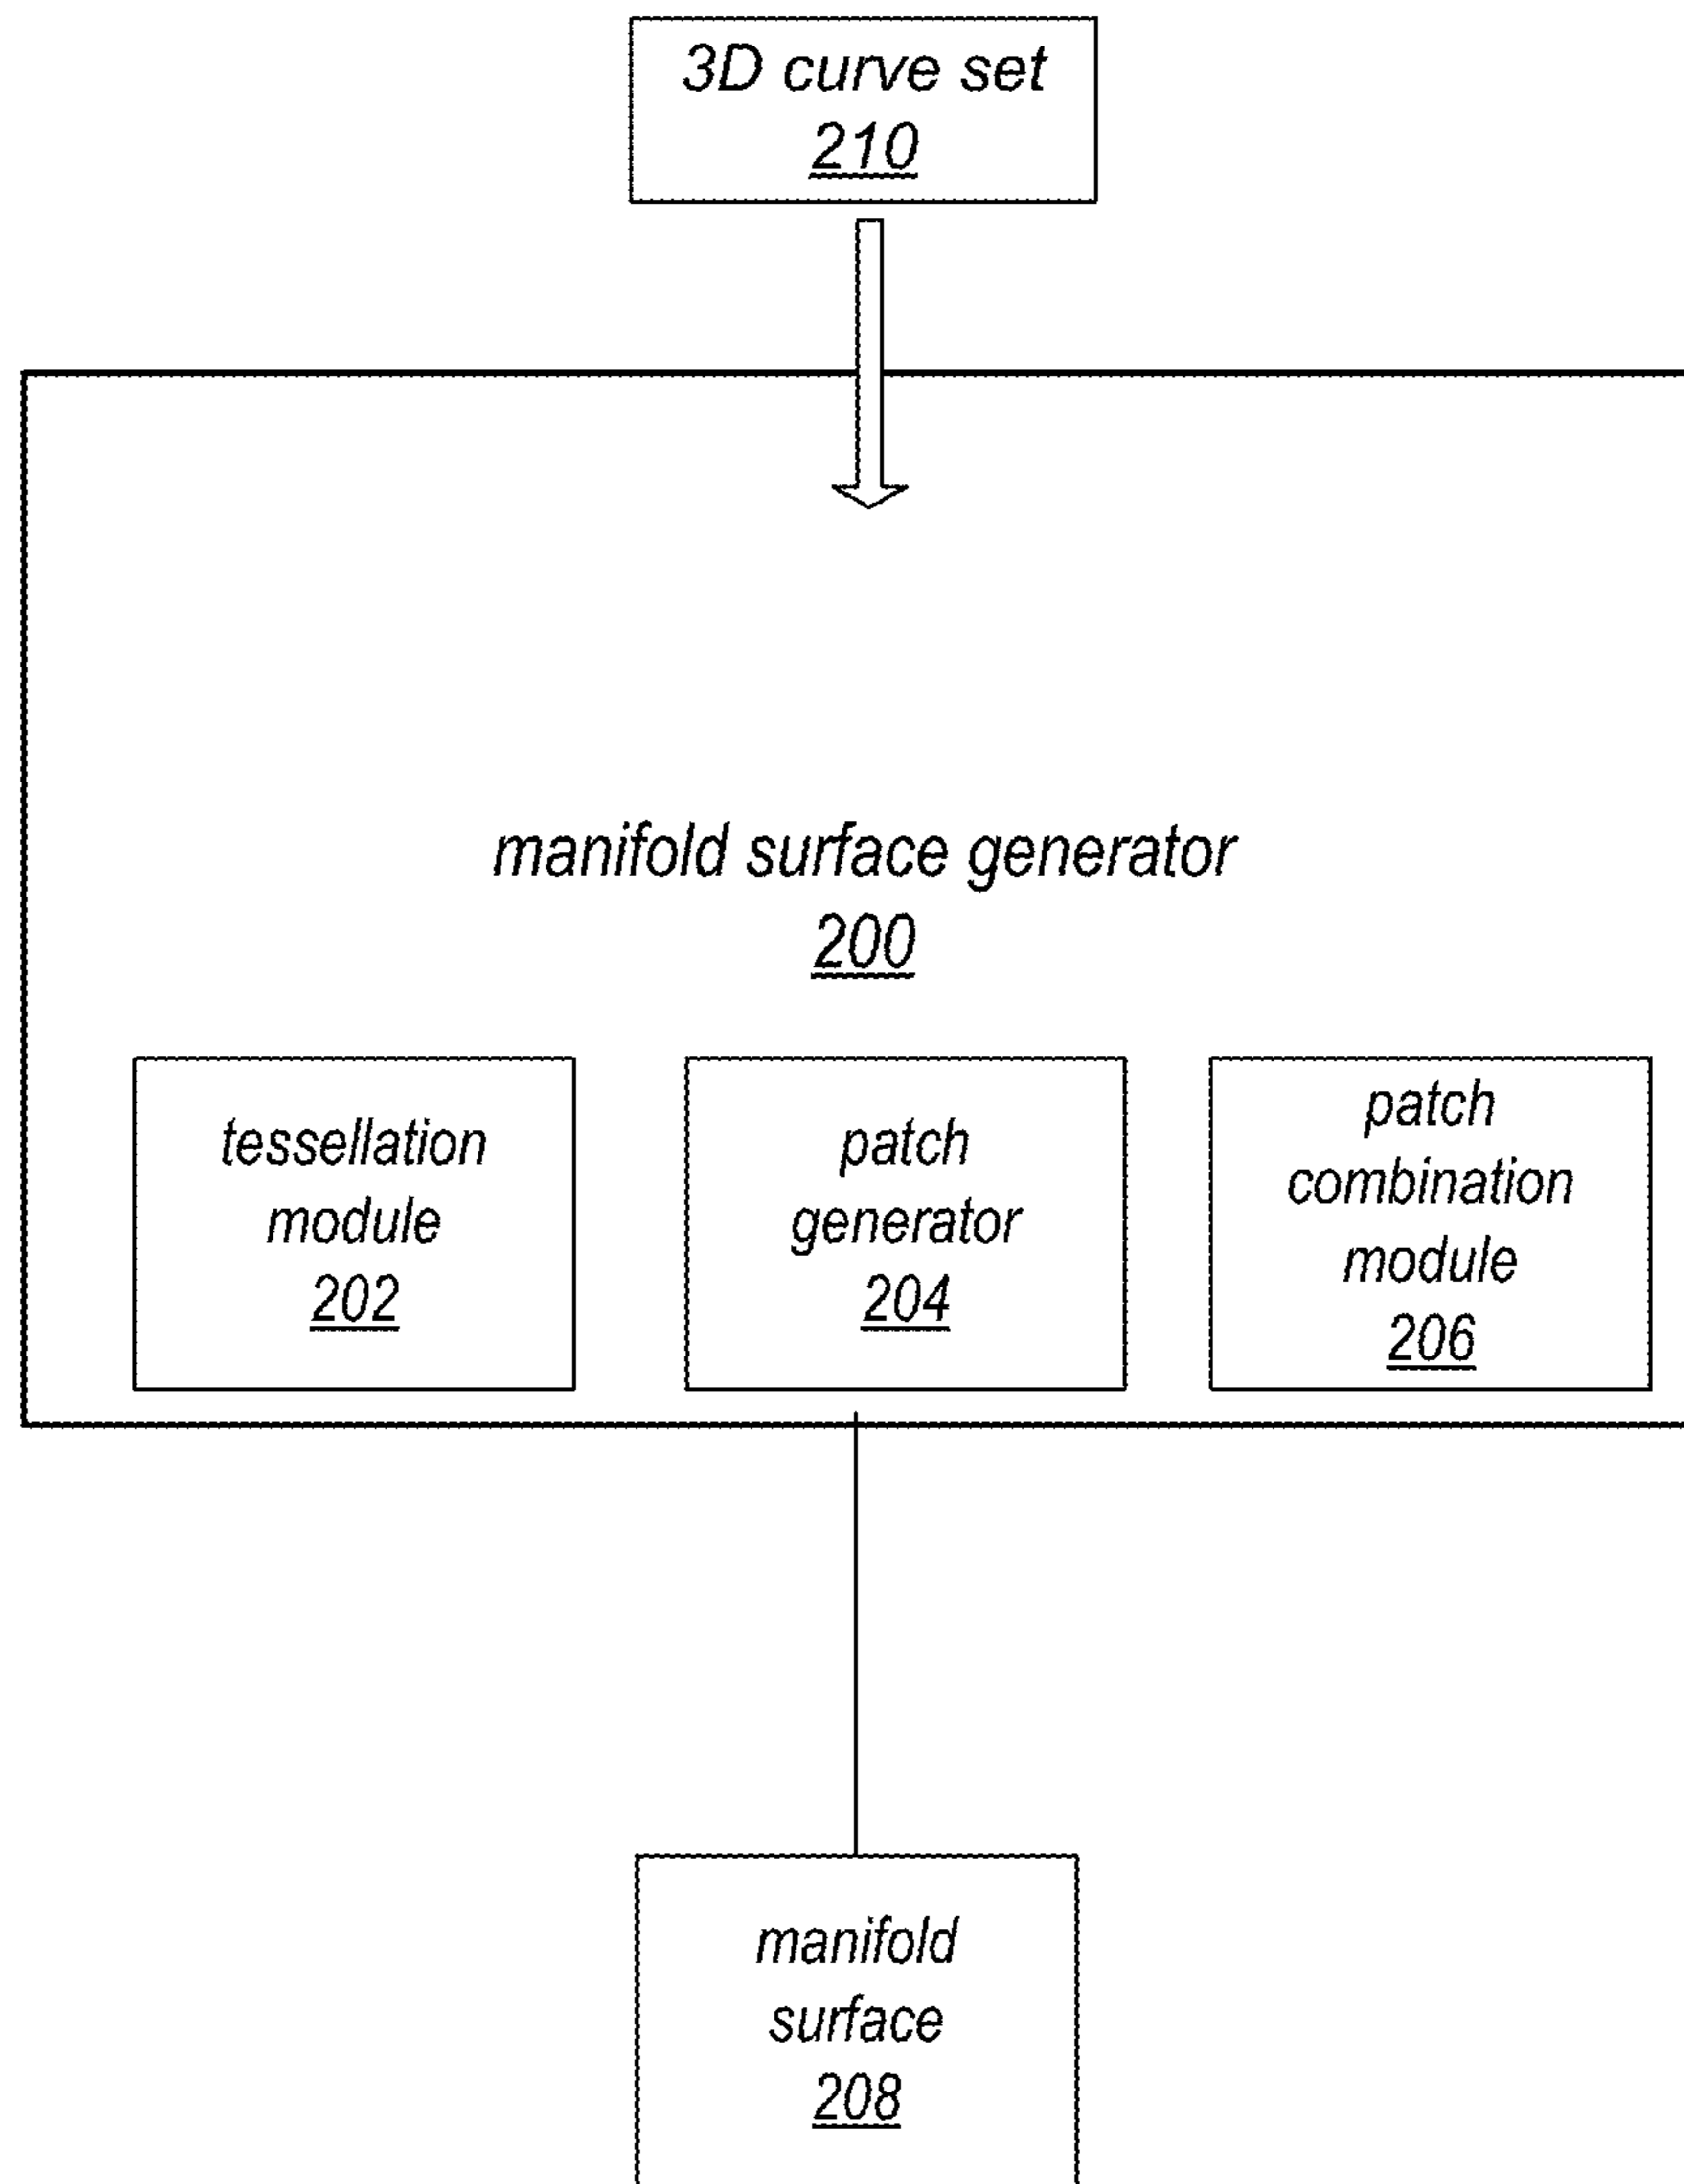 3D curve set
210
manifold surface generator
200
tessellation
module
202
patch
generator
204
patch
combination
module
206
manifold
surface
208